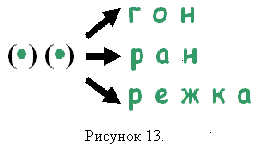 (•)(•)
г о н
р а н
р е ж к а
Рисунок 13.